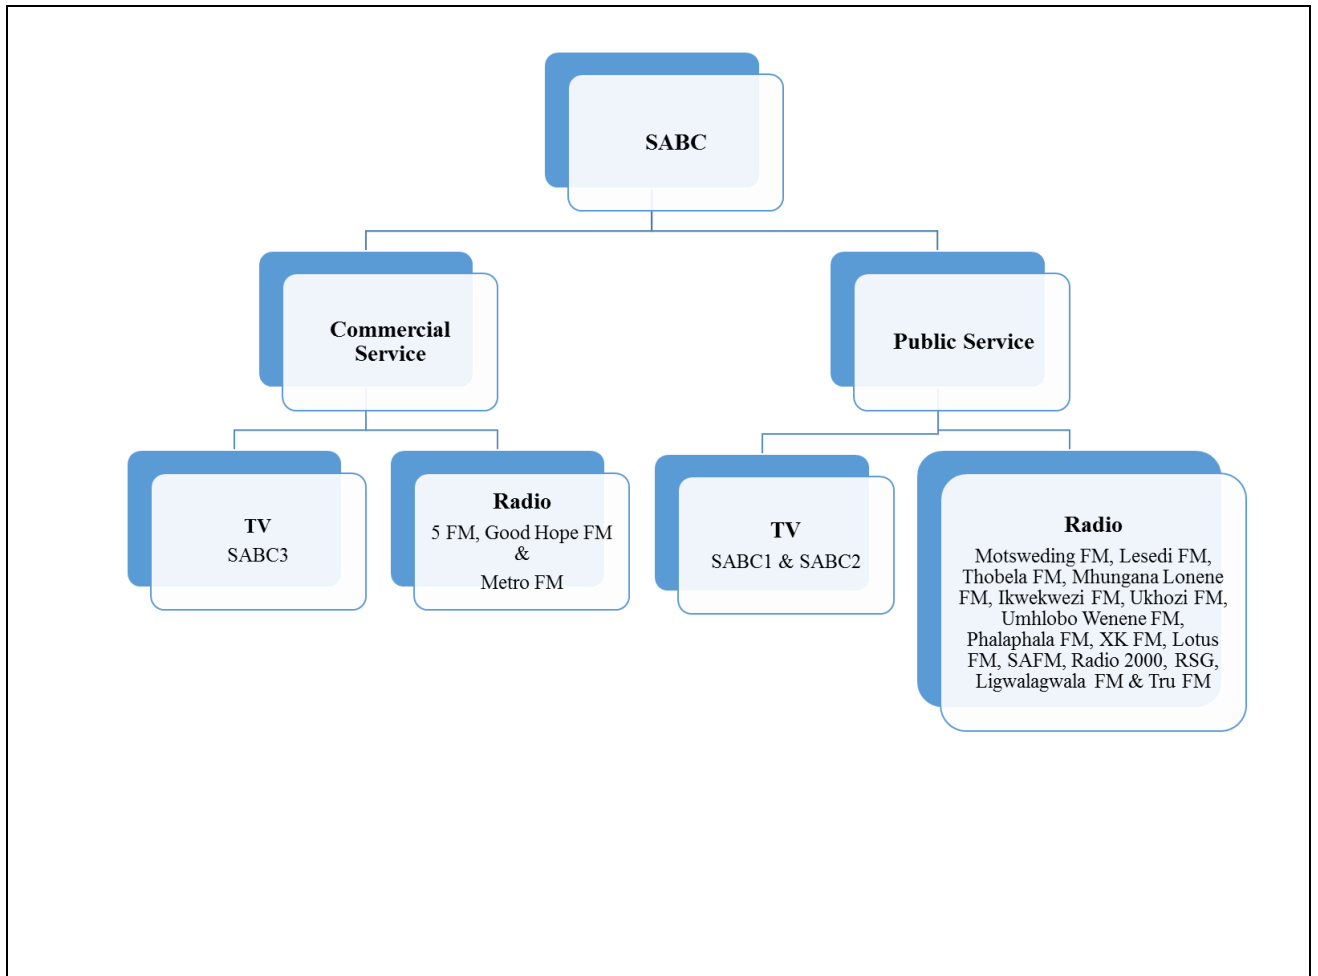 SABC
Commercial
Service
Public Service
TV
SABC3
Radio
5 FM, Good Hope FM
&
Metro FM
TV
SABC1 & SABC2
Radio
Motsweding FM, Lesedi FM,
Thobela FM, Mhungana Lonene
FM, Ikwekwezi FM, Ukhozi FM,
Umhlobo Wenene FM,
Phalaphala FM, XK FM, Lotus
FM, SAFM, Radio 2000, RSG,
Ligwalagwala FM & Tru FM